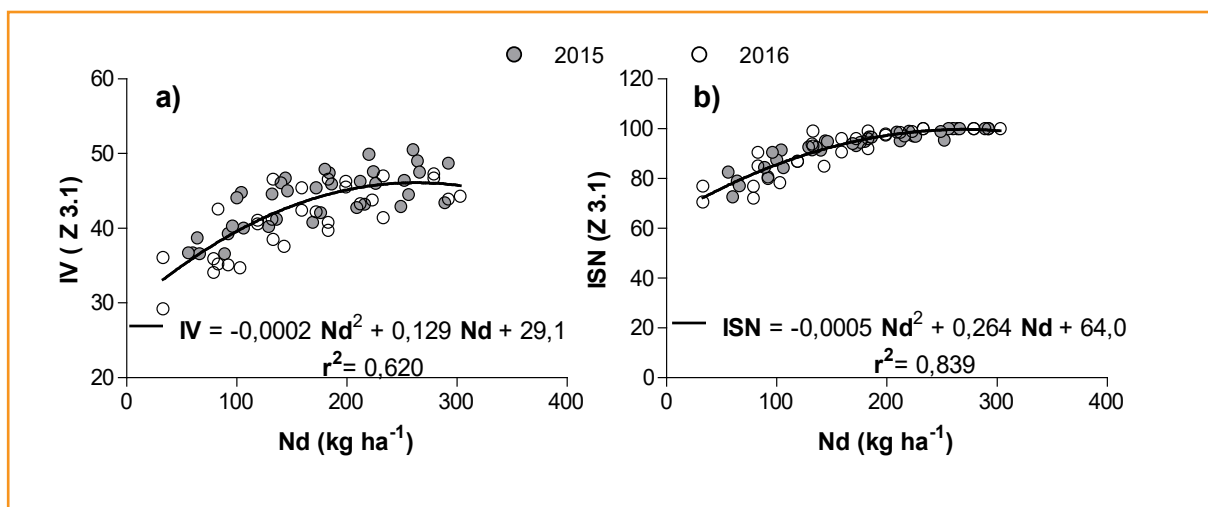 2015 2016
a)
60
50
40
30
20
IV ( Z 3.1)
IV = -0,0002 Nd² + 0,129 Nd + 29,1
r²= 0,620
0 100 200 300 400
Nd (kg ha⁻¹)
b)
120
100
80
60
40
20
0
ISN (Z 3.1)
ISN = -0,0005 Nd² + 0,264 Nd + 64,0
r²= 0,839
0 100 200 300 400
Nd (kg ha⁻¹)